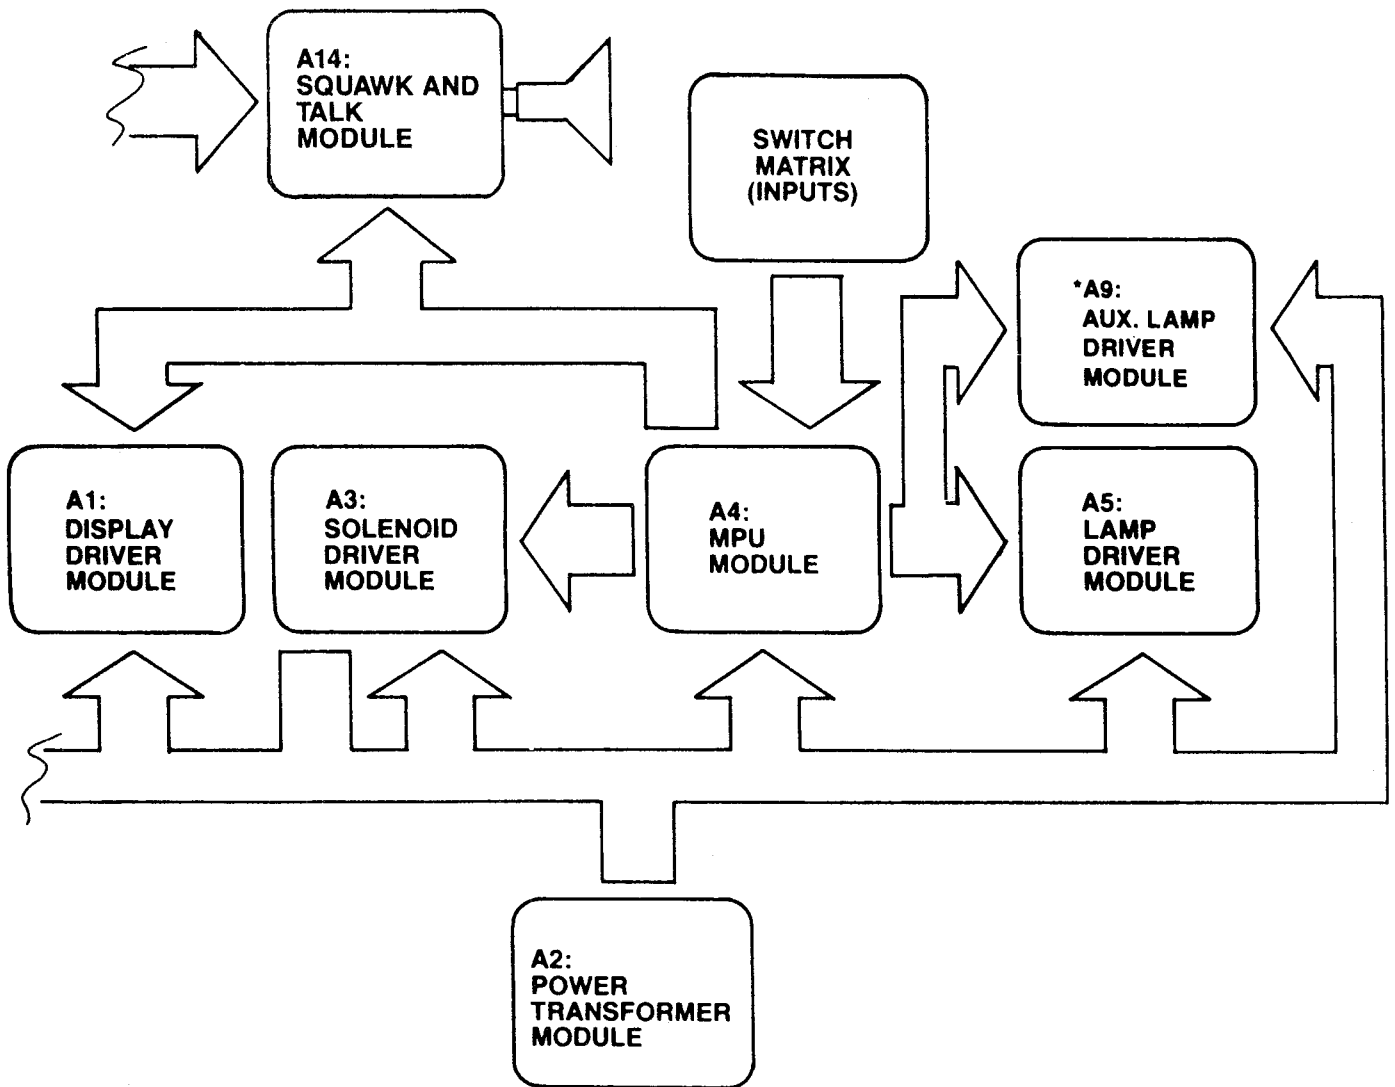 A14:
SQUAWK AND
TALK
MODULE
SWITCH
MATRIX
(INPUTS)
*A9:
AUX. LAMP
DRIVER
MODULE
A1:
DISPLAY
DRIVER
MODULE
A3:
SOLENOID
DRIVER
MODULE
A4:
MPU
MODULE
A5:
LAMP
DRIVER
MODULE
A2:
POWER
TRANSFORMER
MODULE